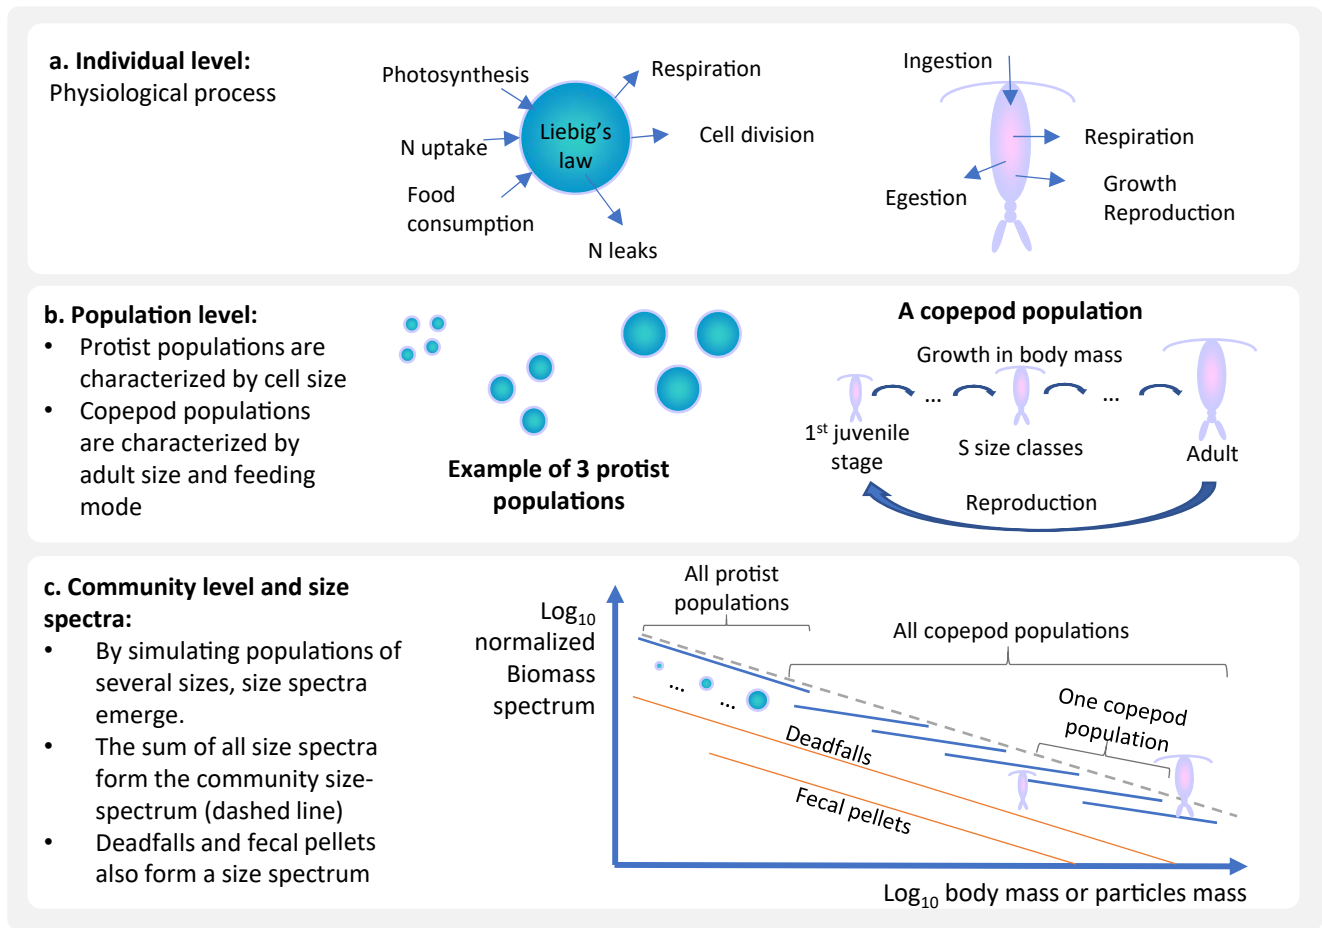 a. Individual level:
Physiological process
Photosynthesis
N uptake
Food
consumption
Liebig's
law
Respiration
Cell division
N leaks
Ingestion
Respiration
Egestion
Growth
Reproduction
b. Population level:
• Protist populations are
characterized by cell size
• Copepod populations
are characterized by
adult size and feeding
mode
Example of 3 protist
populations
A copepod population
Growth in body mass
...
...
1st juvenile
stage
S size classes
Adult
Reproduction
c. Community level and size
spectra:
• By simulating populations of
several sizes, size spectra
emerge.
• The sum of all size spectra
form the community size-
spectrum (dashed line)
• Deadfalls and fecal pellets
also form a size spectrum
Log10
normalized
Biomass
spectrum
All protist
populations
All copepod populations
One copepod
population
...
...
Deadfalls
Fecal pellets
Log10 body mass or particles mass